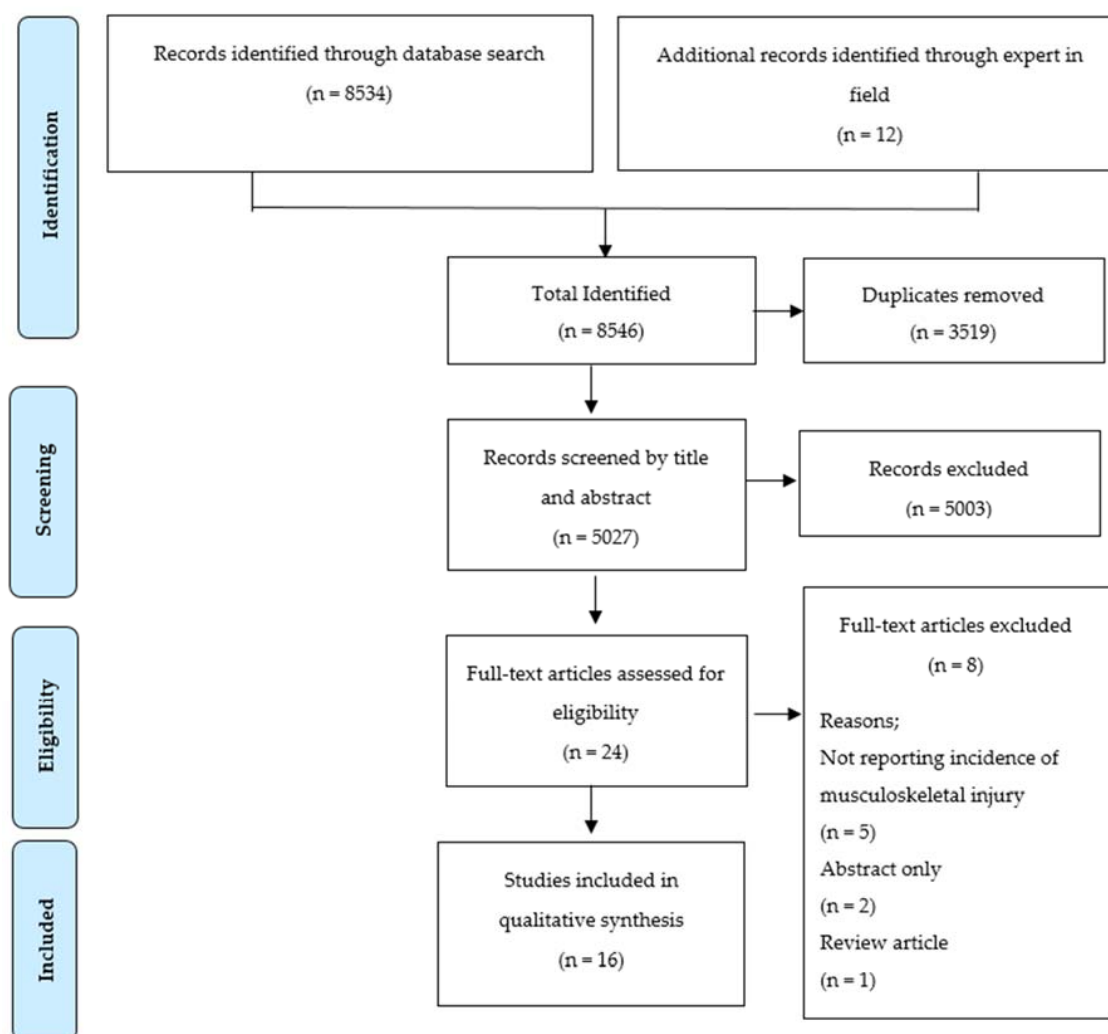 Identification
Records identified through database search
(n = 8534)
Additional records identified through expert in
field
(n = 12)
Total Identified
(n = 8546)
Duplicates removed
(n = 3519)
Screening
Records screened by title
and abstract
(n = 5027)
Records excluded
(n = 5003)
Eligibility
Full-text articles assessed for
eligibility
(n = 24)
Full-text articles excluded
(n = 8)
Reasons;
Not reporting incidence of
musculoskeletal injury
(n = 5)
Abstract only
(n = 2)
Review article
(n = 1)
Included
Studies included in
qualitative synthesis
(n = 16)